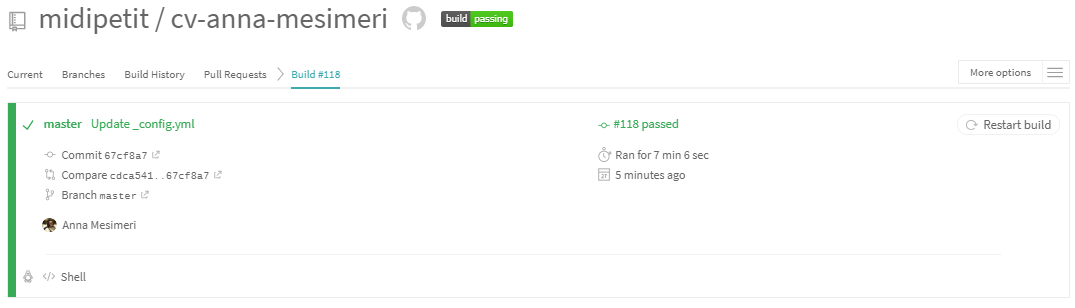 midipetit / cv-anna-mesimeri build passing
Current Branches Build History Pull Requests Build #118 More options
master Update _config.yml #118 passed Restart build
Commit 67cf8a7 Ran for 7 min 6 sec
Compare cdca541..67cf8a7 5 minutes ago
Branch master
Anna Mesimeri
Shell